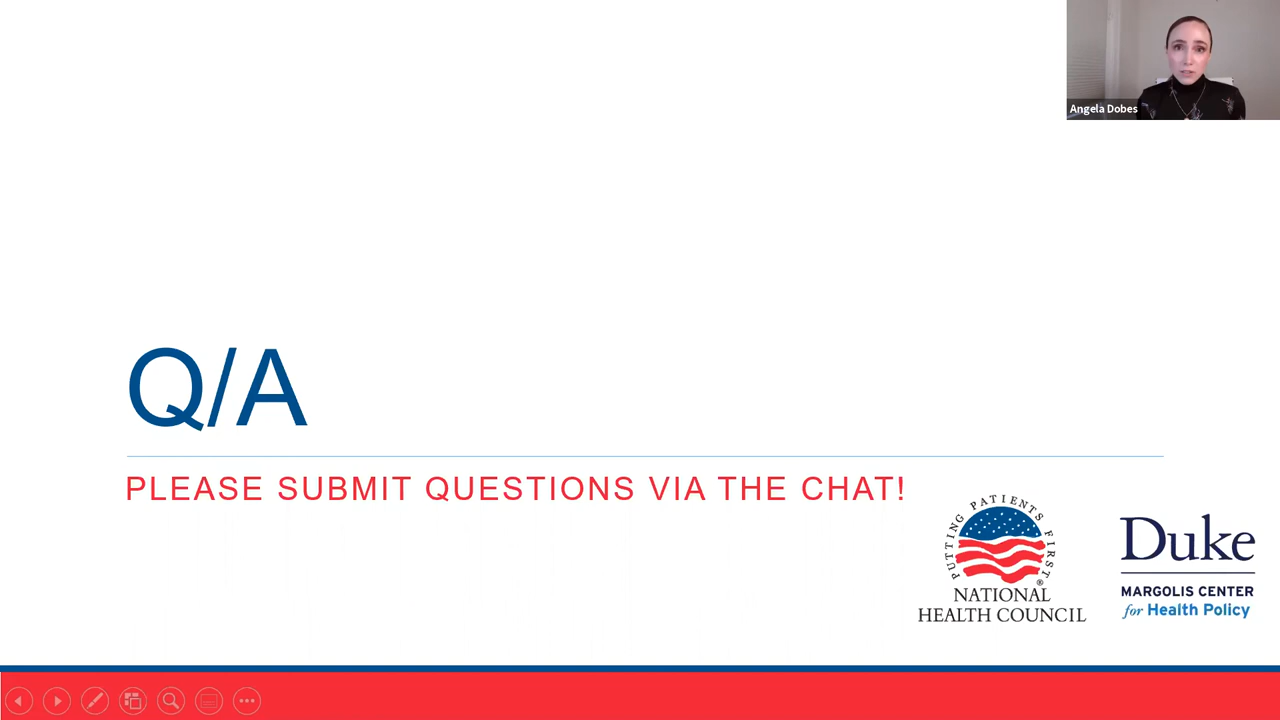 Angela Dobes
Q/A
PLEASE SUBMIT QUESTIONS VIA THE CHAT!
PUTTING PATIENTS FIRST
®
NATIONAL
HEALTH COUNCIL
Duke
MARGOLIS CENTER
for Health Policy